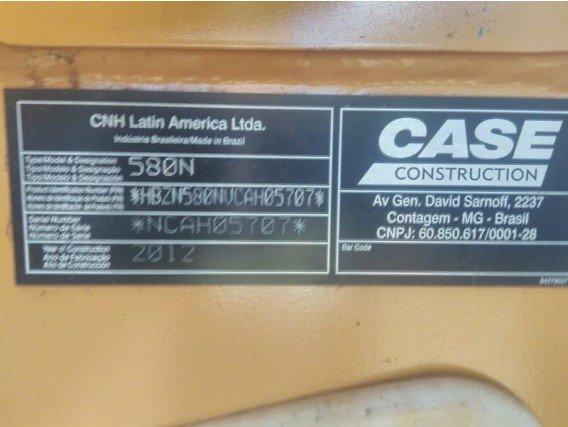 CNH Latin America Ltda.
Indústria Brasileira/Made in Brazil
Type/Model & Designation
Tipo/Modelo & Designação
Tipo/Modelo & Designación
580N
Product Identification Number (PIN)
*HBZN580NVCAH05707*
Serial Number
Número de Série
Número de Série
*NCAH05707*
Year of Construction
Ano de Fabricação
Año de Construción
2012
CASE
CONSTRUCTION
Av Gen. David Sarnoff, 2237
Contagem - MG - Brasil
CNPJ: 60.850.617/0001-28
Bar Code